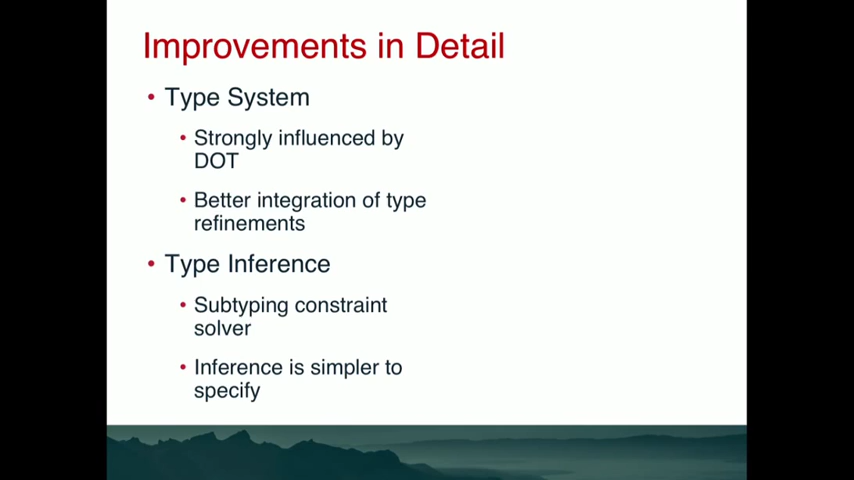 Improvements in Detail
• Type System
• Strongly influenced by
DOT
• Better integration of type
refinements
• Type Inference
• Subtyping constraint
solver
• Inference is simpler to
specify